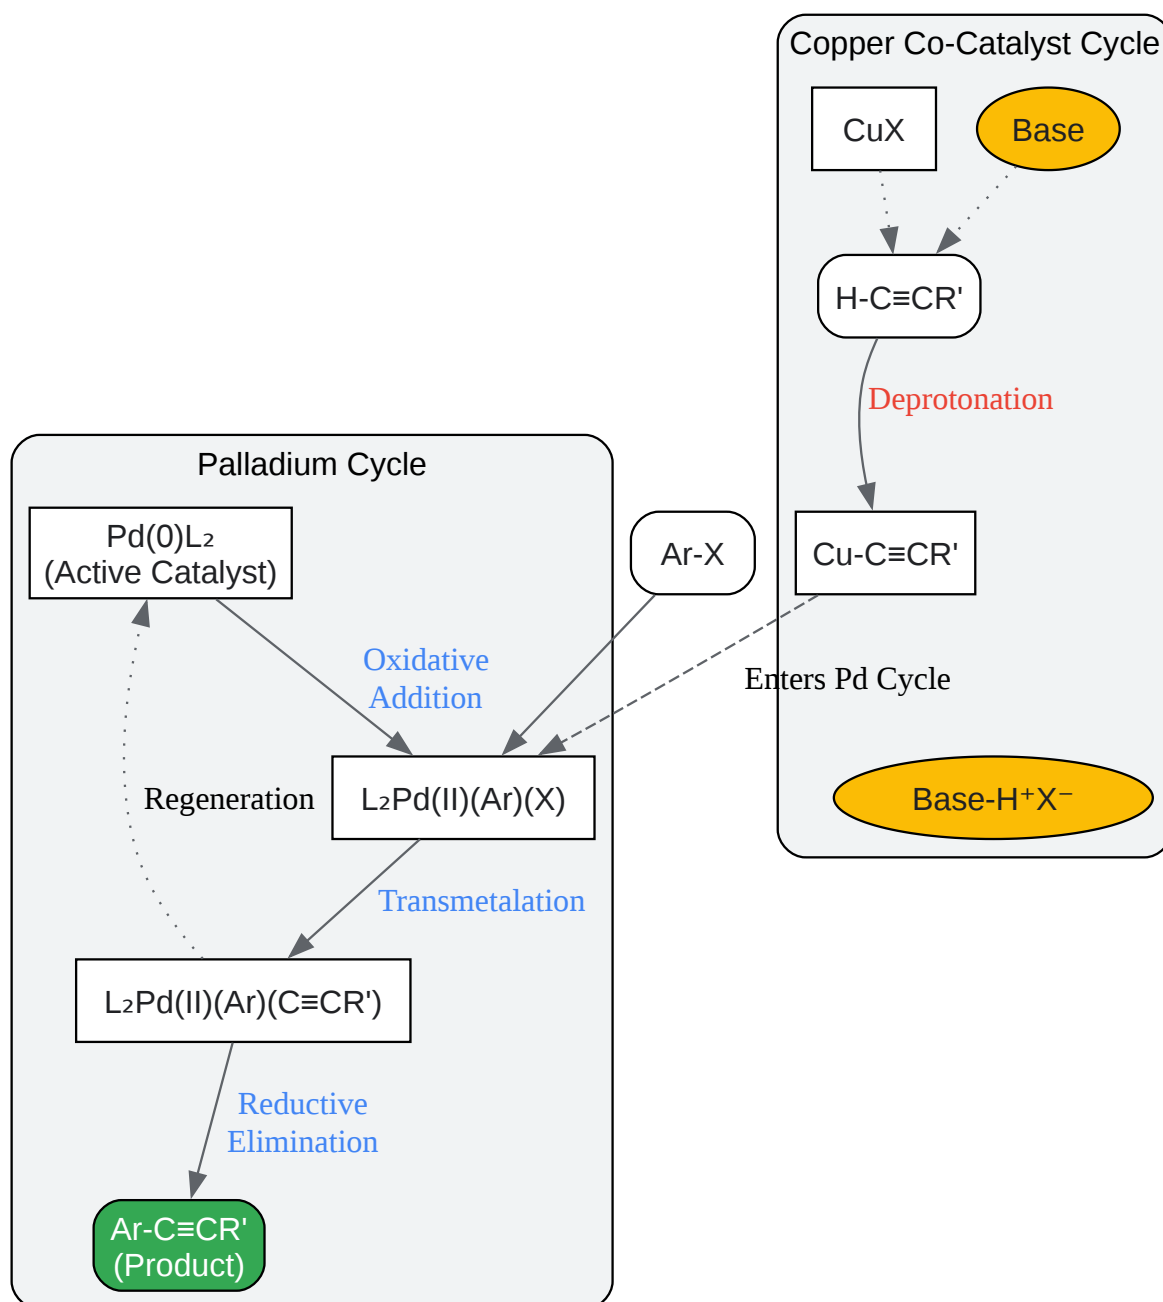 Copper Co-Catalyst Cycle
CuX
Base
H-C≡CR'
Deprotonation
Palladium Cycle
Pd(0)L₂
(Active Catalyst)
Ar-X
Cu-C≡CR'
Oxidative
Addition
Enters Pd Cycle
Regeneration
L₂Pd(II)(Ar)(X)
Base-H⁺X⁻
Transmetalation
L₂Pd(II)(Ar)(C≡CR')
Reductive
Elimination
Ar-C≡CR'
(Product)